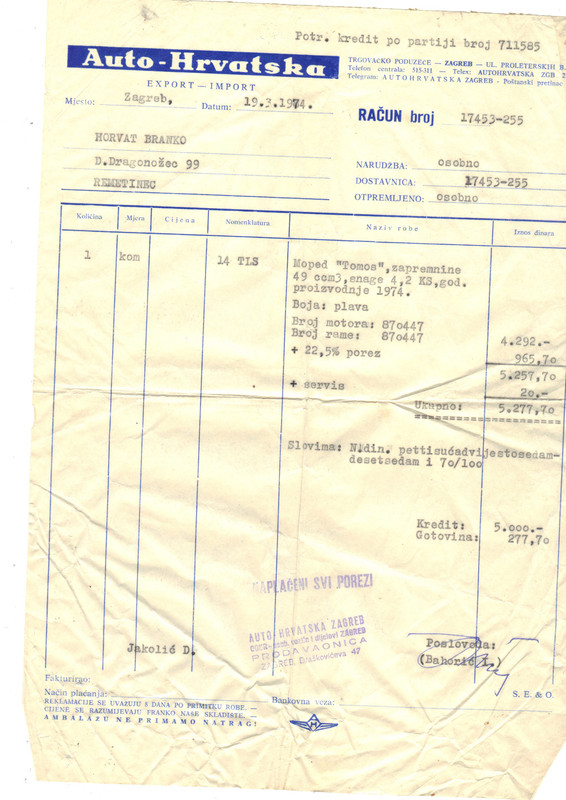 Potr. kredit po partiji broj 711585
Auto-Hrvatska
EXPORT — IMPORT
TRGOVAČKO PODUZEĆE — ZAGREB — UL. PROLETERSKIH B.
Telefon centrala: 515-311 — Telex: AUTOHRVATSKA ZGB 2
Telegram: AUTOHRVATSKA ZAGREB - Poštanski pretinac
Mjesto: Zagreb, Datum: 19.3.1974.
RAČUN broj 17453-255
HORVAT BRANKO
D.Dragonožec 99
REMETINEC
NARUDŽBA: osobno
DOSTAVNICA: 17453-255
OTPREMLJENO: osobno
Količina Mjera Cijena Nomenklatura Naziv robe Iznos dinara
1 kom 14 TLS Moped "Tomos",zapremnine
49 ccm3,snage 4,2 KS,god.
proizvodnje 1974.
Boja: plava
Broj motora: 870447
Broj rame: 870447 4.292.-
+ 22,5% porez 965,70
5.257,70
+ servis 20.-
Ukupno: 5.277,70
Slovima: N.din. pettisućadvijestosedam-
desetsedam i 70/100
Kredit: 5.000.-
Gotovina: 277,70
NAPLAĆENI SVI POREZI
AUTO-HRVATSKA ZAGREB
PRODAVAONICA
ZAGREB, Draškovićeva 47
Jakolić D.
Poslovođa:
(Bahorić I.)
Fakturirao:
S. E. & O.
Način plaćanja: Bankovna veza:
REKLAMACIJE SE UVAŽUJU 8 DANA PO PRIMITKU ROBE. —
CIJENE SE RAZUMIJEVAJU FRANKO NAŠE SKLADIŠTE. —
AMBALAŽU NE PRIMAMO NATRAG!